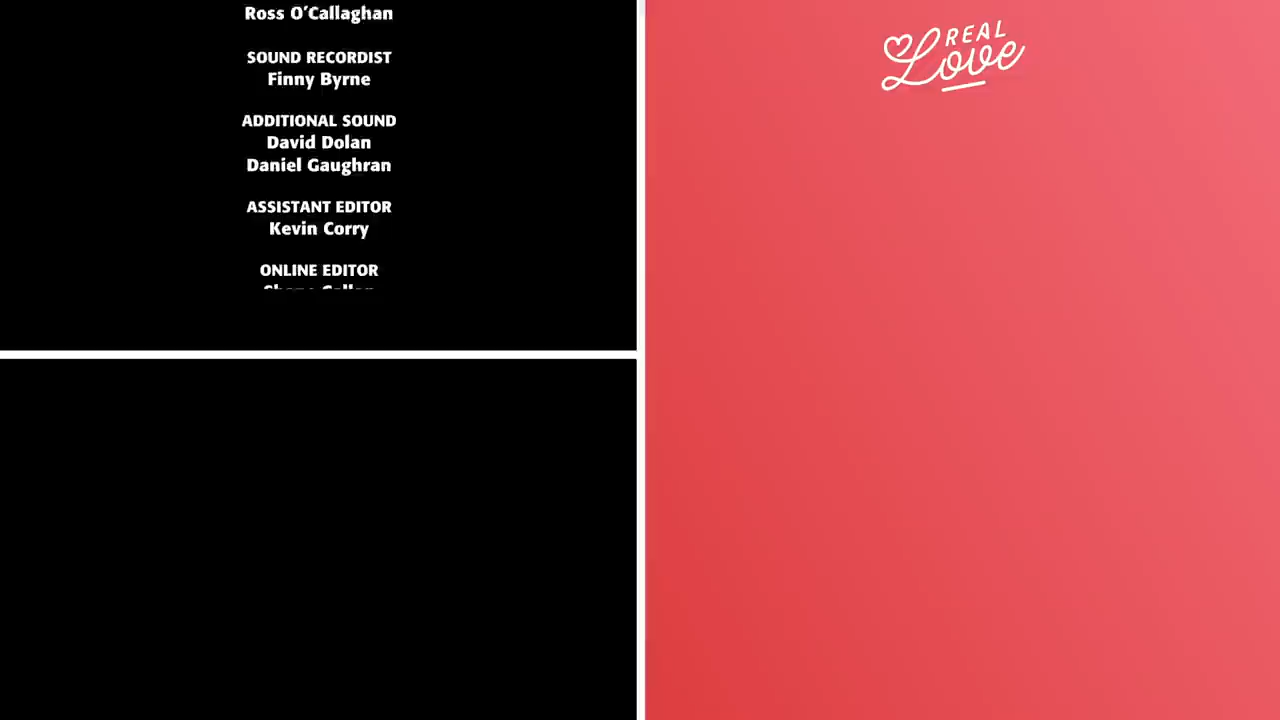 Ross O'Callaghan
SOUND RECORDIST
Finny Byrne
ADDITIONAL SOUND
David Dolan
Daniel Gaughran
ASSISTANT EDITOR
Kevin Corry
ONLINE EDITOR
REAL
Love